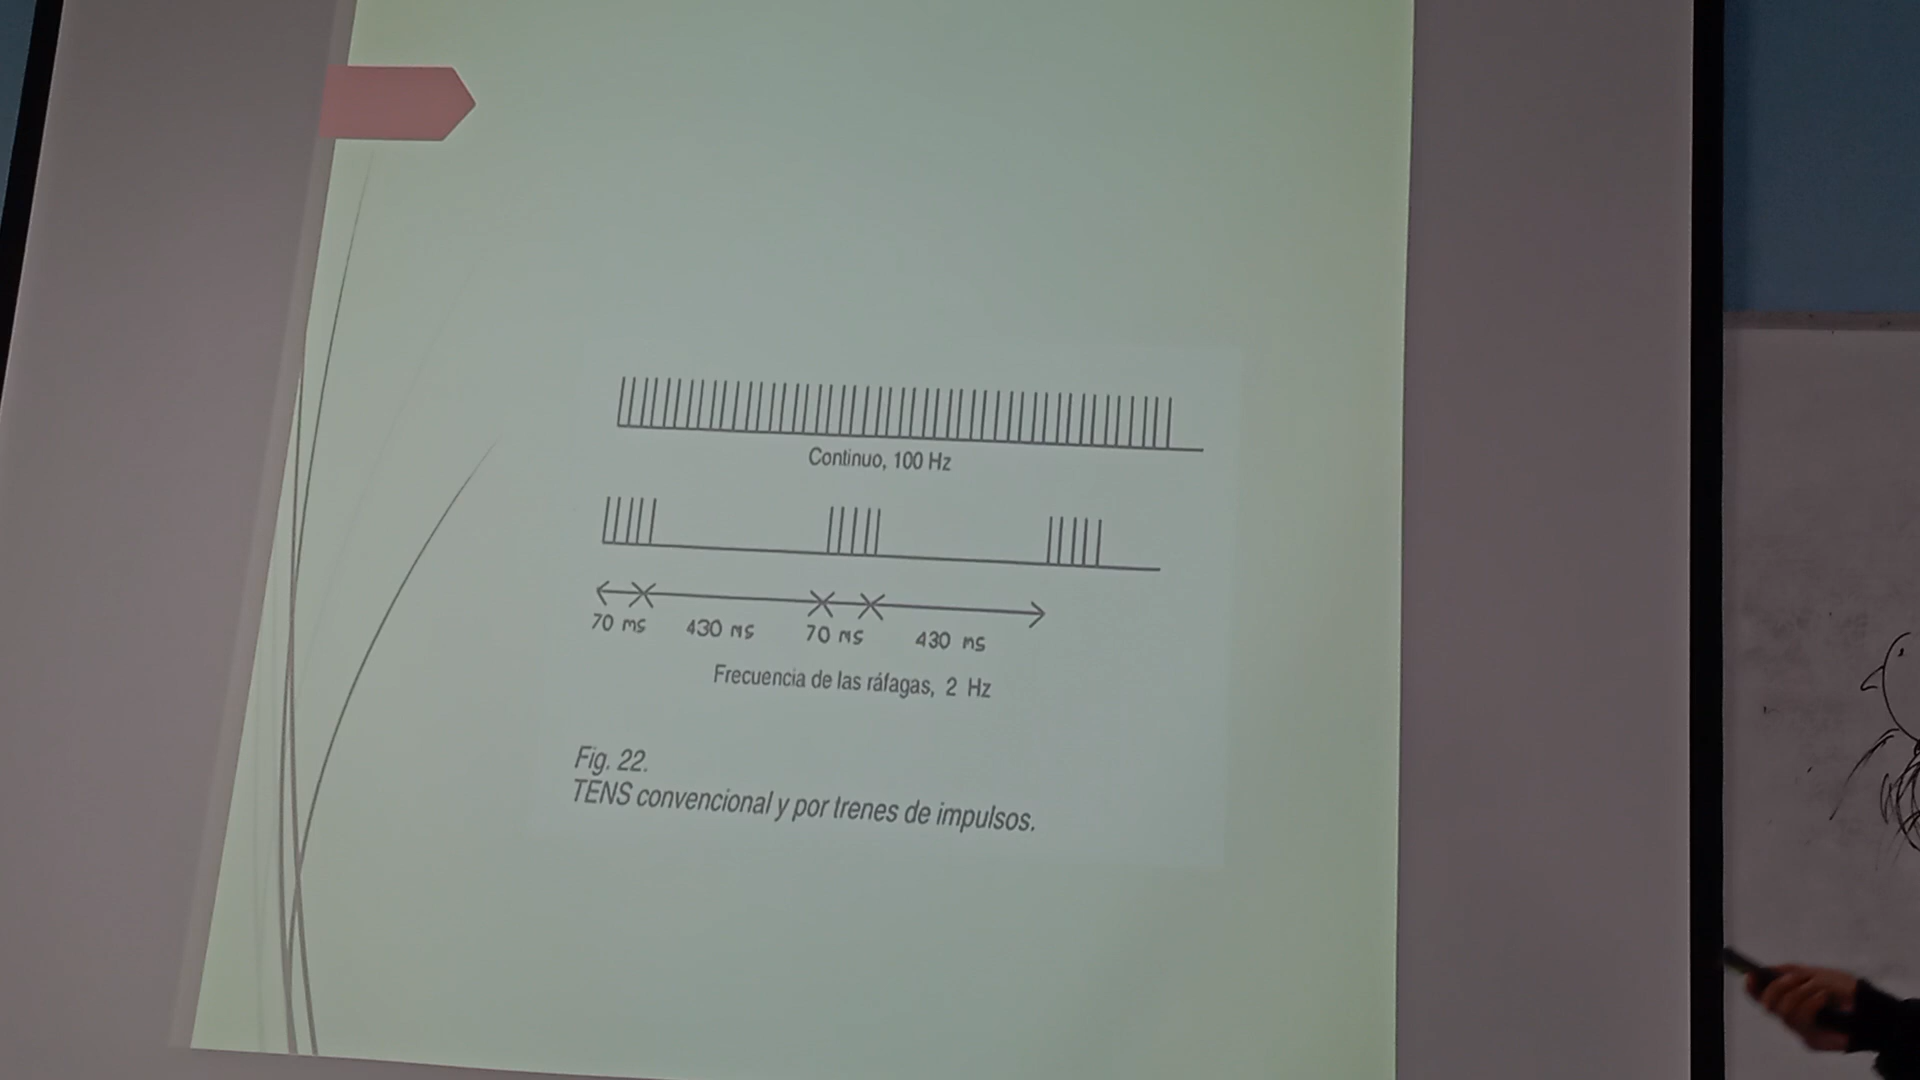 Continuo, 100 Hz
70 ms 430 ms 70 ms 430 ms
Frecuencia de las ráfagas, 2 Hz
Fig. 22.
TENS convencional y por trenes de impulsos.